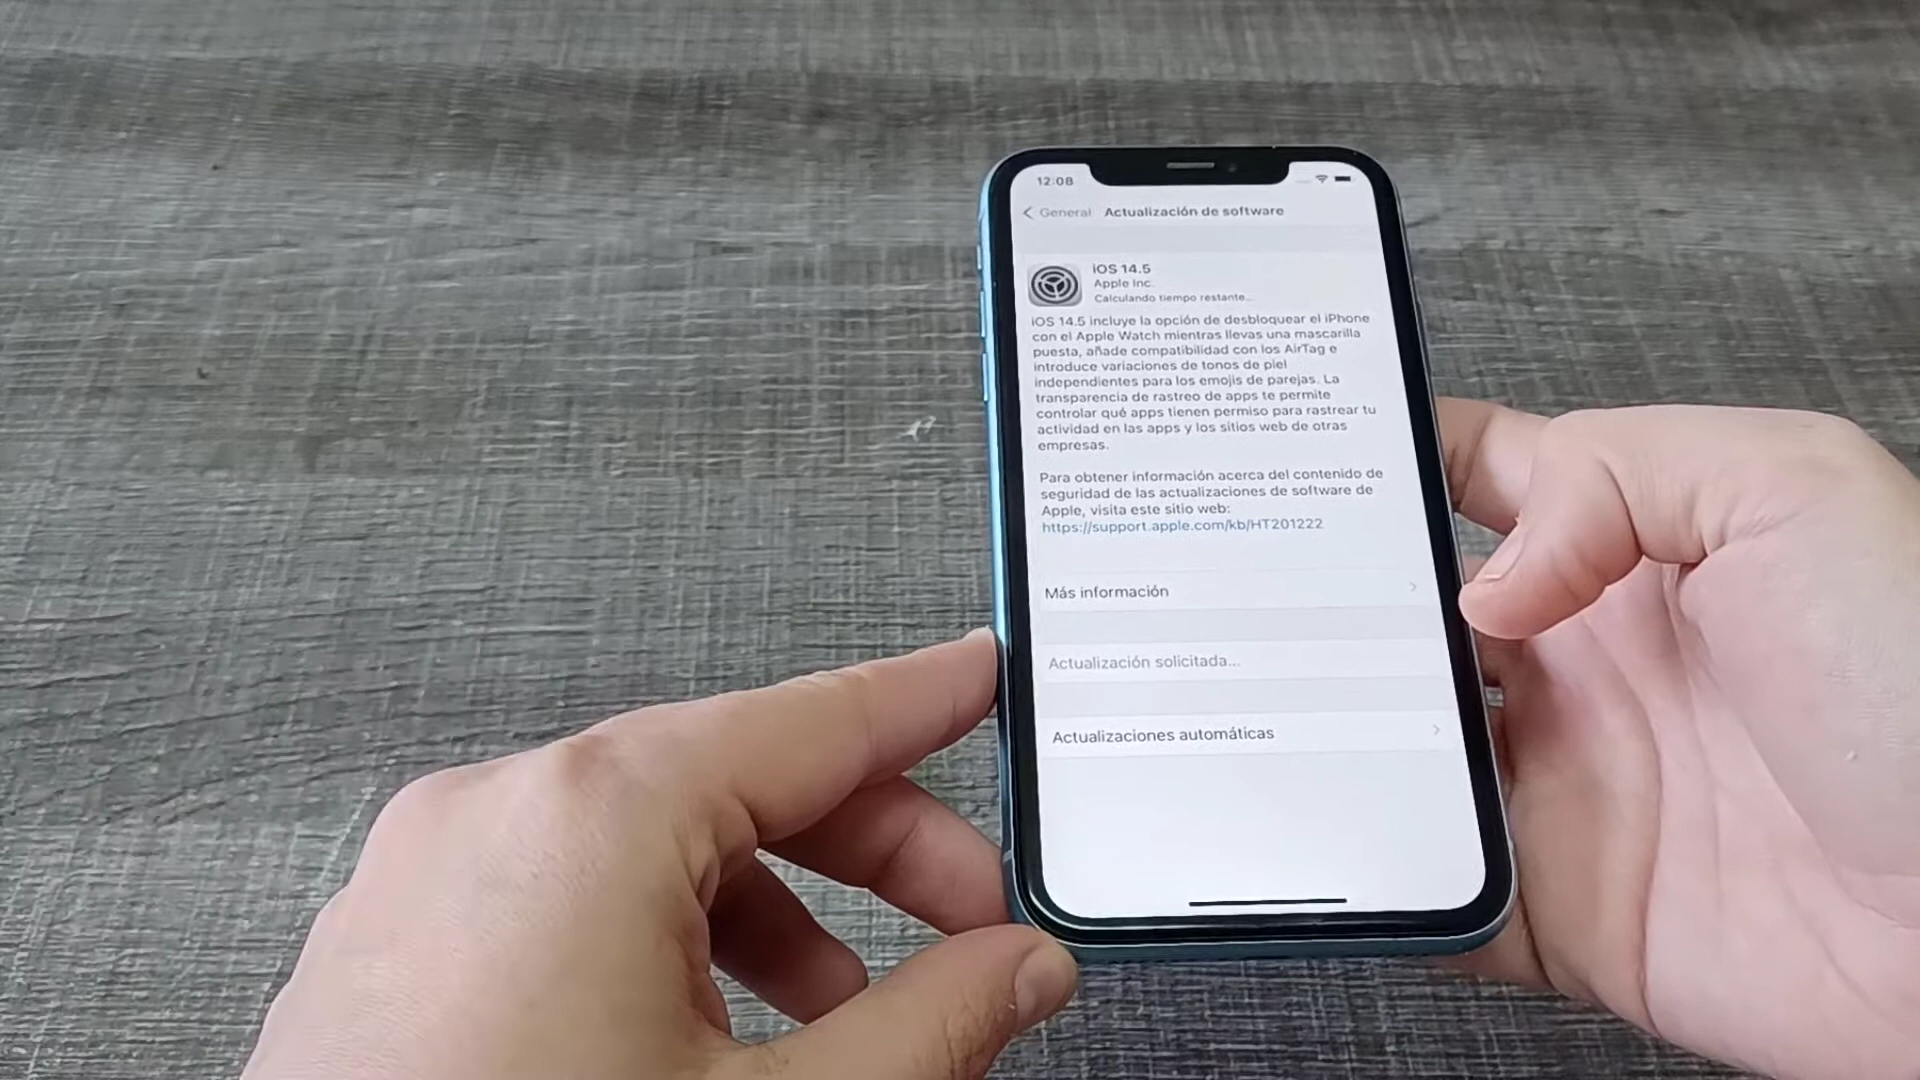 12:08
General Actualización de software
iOS 14.5
Apple Inc.
Calculando tiempo restante...
iOS 14.5 incluye la opción de desbloquear el iPhone
con el Apple Watch mientras llevas una mascarilla
puesta, añade compatibilidad con los AirTag e
introduce variaciones de tonos de piel
independientes para los emojis de parejas. La
transparencia de rastreo de apps te permite
controlar qué apps tienen permiso para rastrear tu
actividad en las apps y los sitios web de otras
empresas.
Para obtener información acerca del contenido de
seguridad de las actualizaciones de software de
Apple, visita este sitio web:
https://support.apple.com/kb/HT201222
Más información
Actualización solicitada...
Actualizaciones automáticas